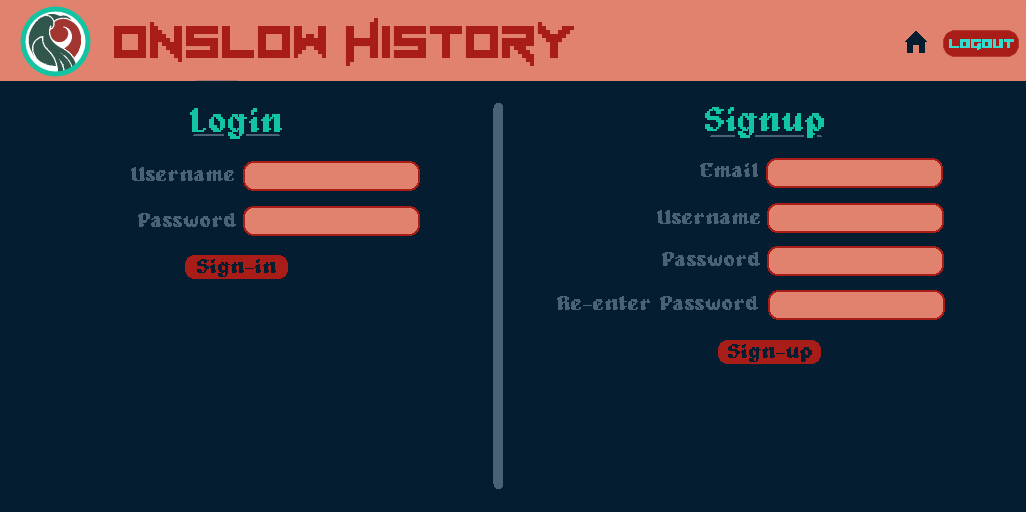 ONSLOW HISTORY
LOGOUT
Login
Username
Password
Sign-in
Signup
Email
Username
Password
Re-enter Password
Sign-up